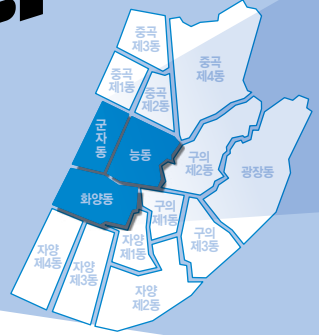 중곡
제3동
중곡
제4동
중곡
제1동
중곡
제2동
군
자
동
능동
구의
제2동
광장동
화양동
구의
제1동
구의
제3동
자양
제4동
자양
제3동
자양
제1동
자양
제2동